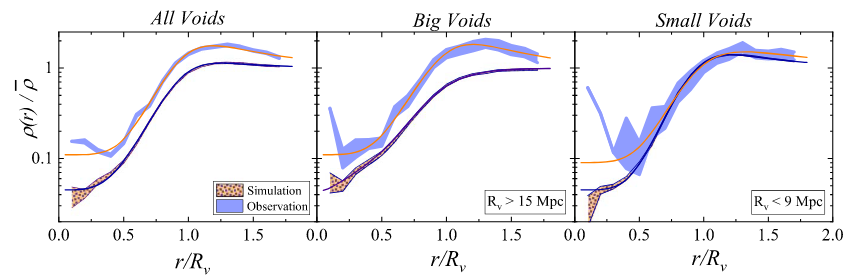 All Voids Big Voids Small Voids
ρ(r) / ρ̅
1
0.1
Simulation
Observation
R_v > 15 Mpc
R_v < 9 Mpc
0.0 0.5 1.0 1.5 0.0 0.5 1.0 1.5 0.0 0.5 1.0 1.5 2.0
r/R_v r/R_v r/R_v